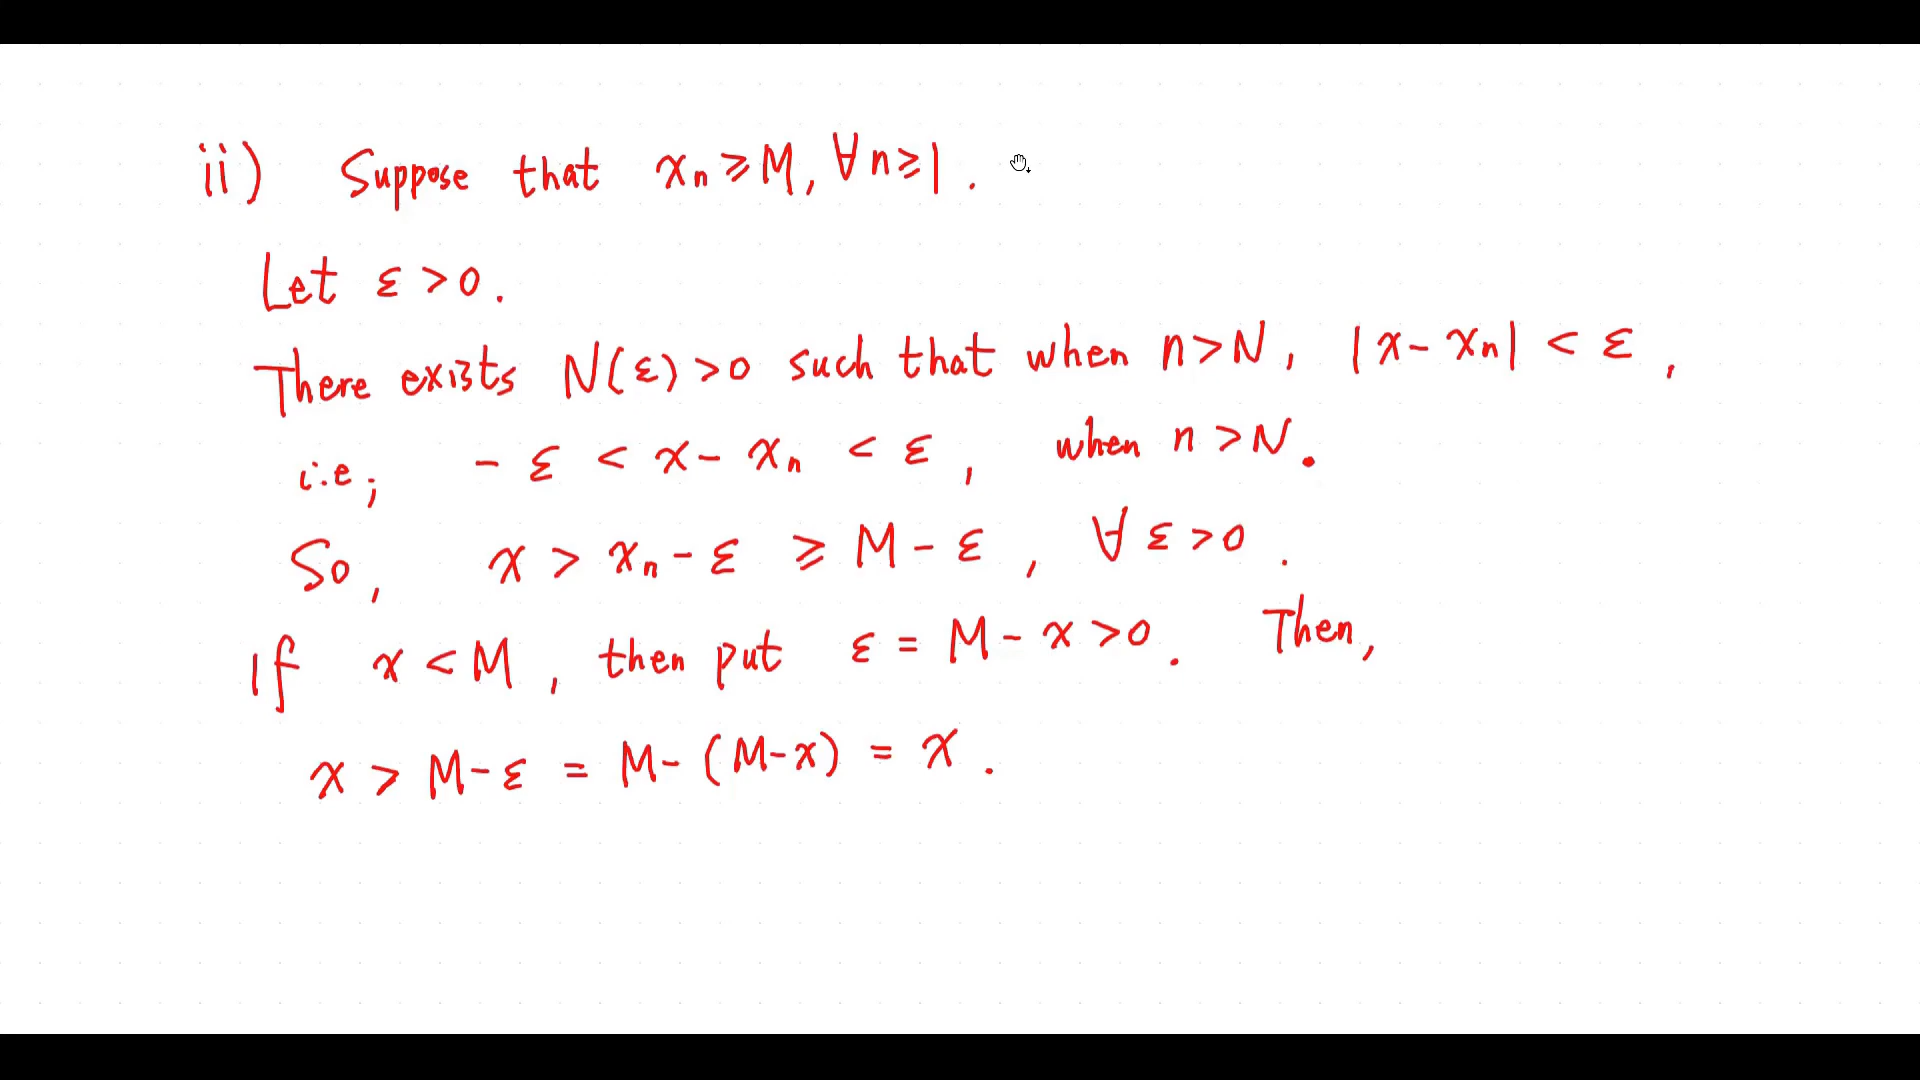 ii) Suppose that xₙ ≥ M, ∀n ≥ 1.
Let ε > 0.
There exists N(ε) > 0 such that when n > N, |x - xₙ| < ε,
i.e; - ε < x - xₙ < ε, when n > N.
So, x > xₙ - ε ≥ M - ε, ∀ ε > 0.
If x < M, then put ε = M - x > 0. Then,
x > M - ε = M - (M - x) = x.